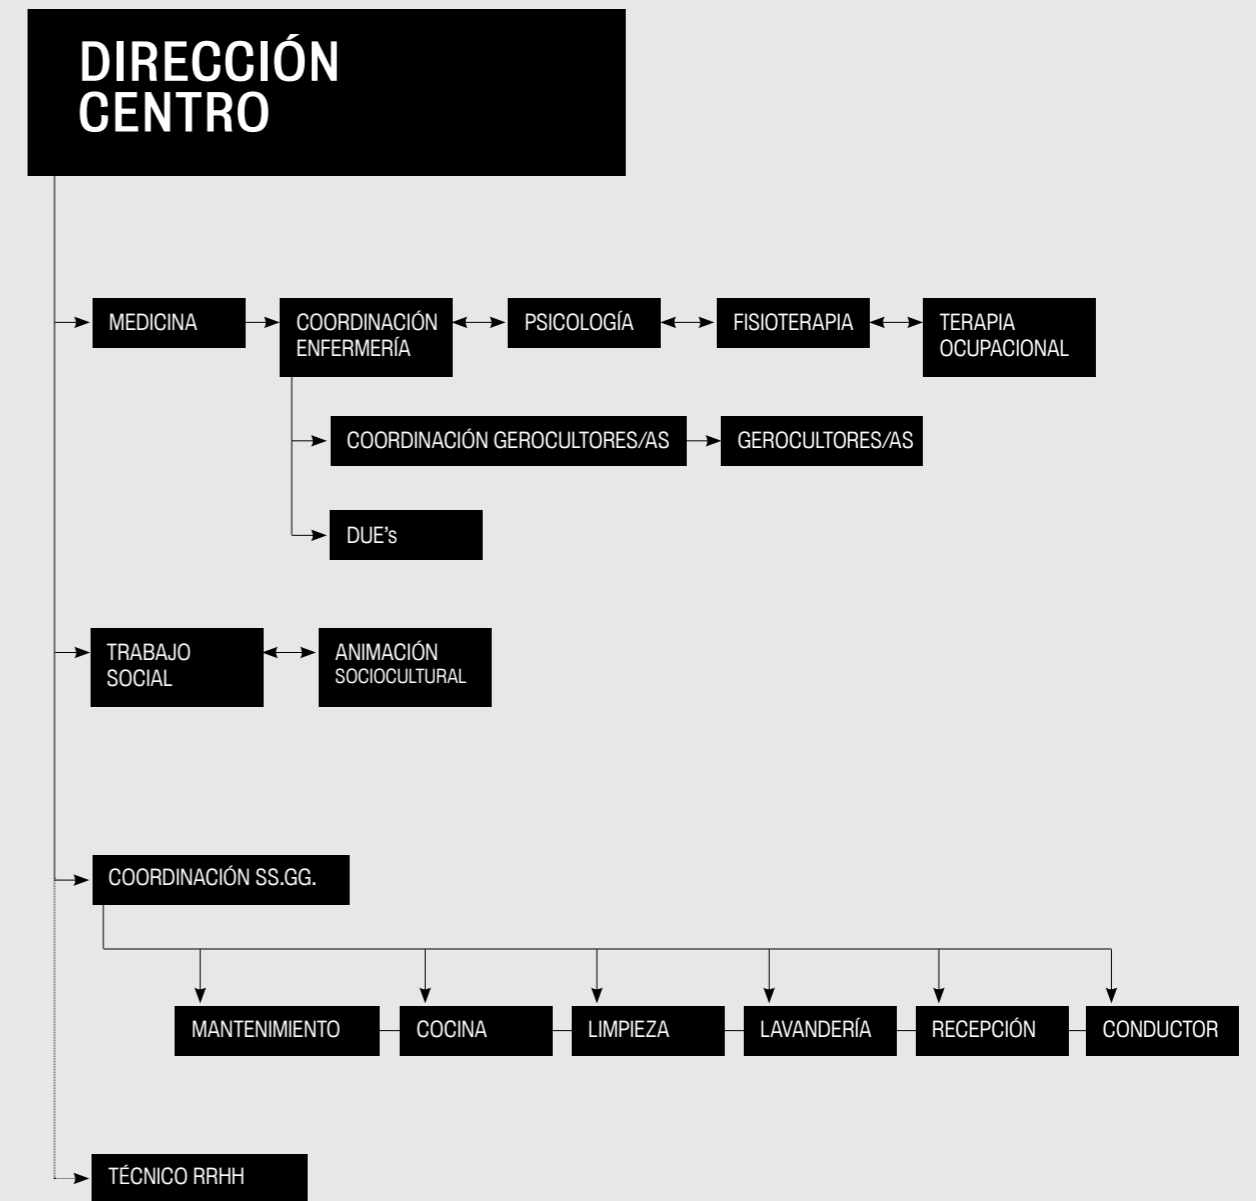 DIRECCIÓN
CENTRO
MEDICINA
COORDINACIÓN
ENFERMERÍA
PSICOLOGÍA
FISIOTERAPIA
TERAPIA
OCUPACIONAL
COORDINACIÓN GEROCULTORES/AS
GEROCULTORES/AS
DUE's
TRABAJO
SOCIAL
ANIMACIÓN
SOCIOCULTURAL
COORDINACIÓN SS.GG.
MANTENIMIENTO
COCINA
LIMPIEZA
LAVANDERÍA
RECEPCIÓN
CONDUCTOR
TÉCNICO RRHH